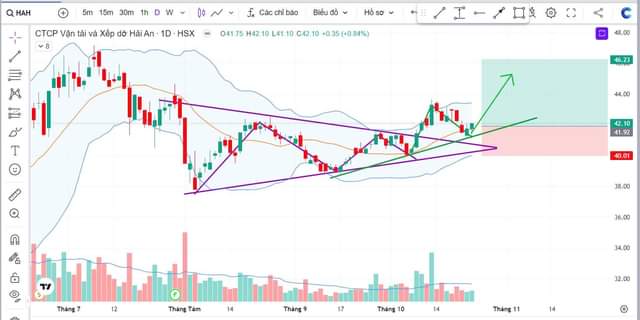 HAH
5m 15m 30m 1h D W
Các chỉ báo
Biểu đồ
Hồ sơ
CTCP Vận tải và Xếp dỡ Hải An · 1D · HSX
O41.75 H42.10 L41.10 C42.10 +0.35 (+0.84%)
8
48.00
46.23
44.00
42.10
41.92
40.01
38.00
36.00
34.00
32.00
Tháng 7
12
Tháng Tám
14
Tháng 9
17
Tháng 10
14
Tháng 11
14